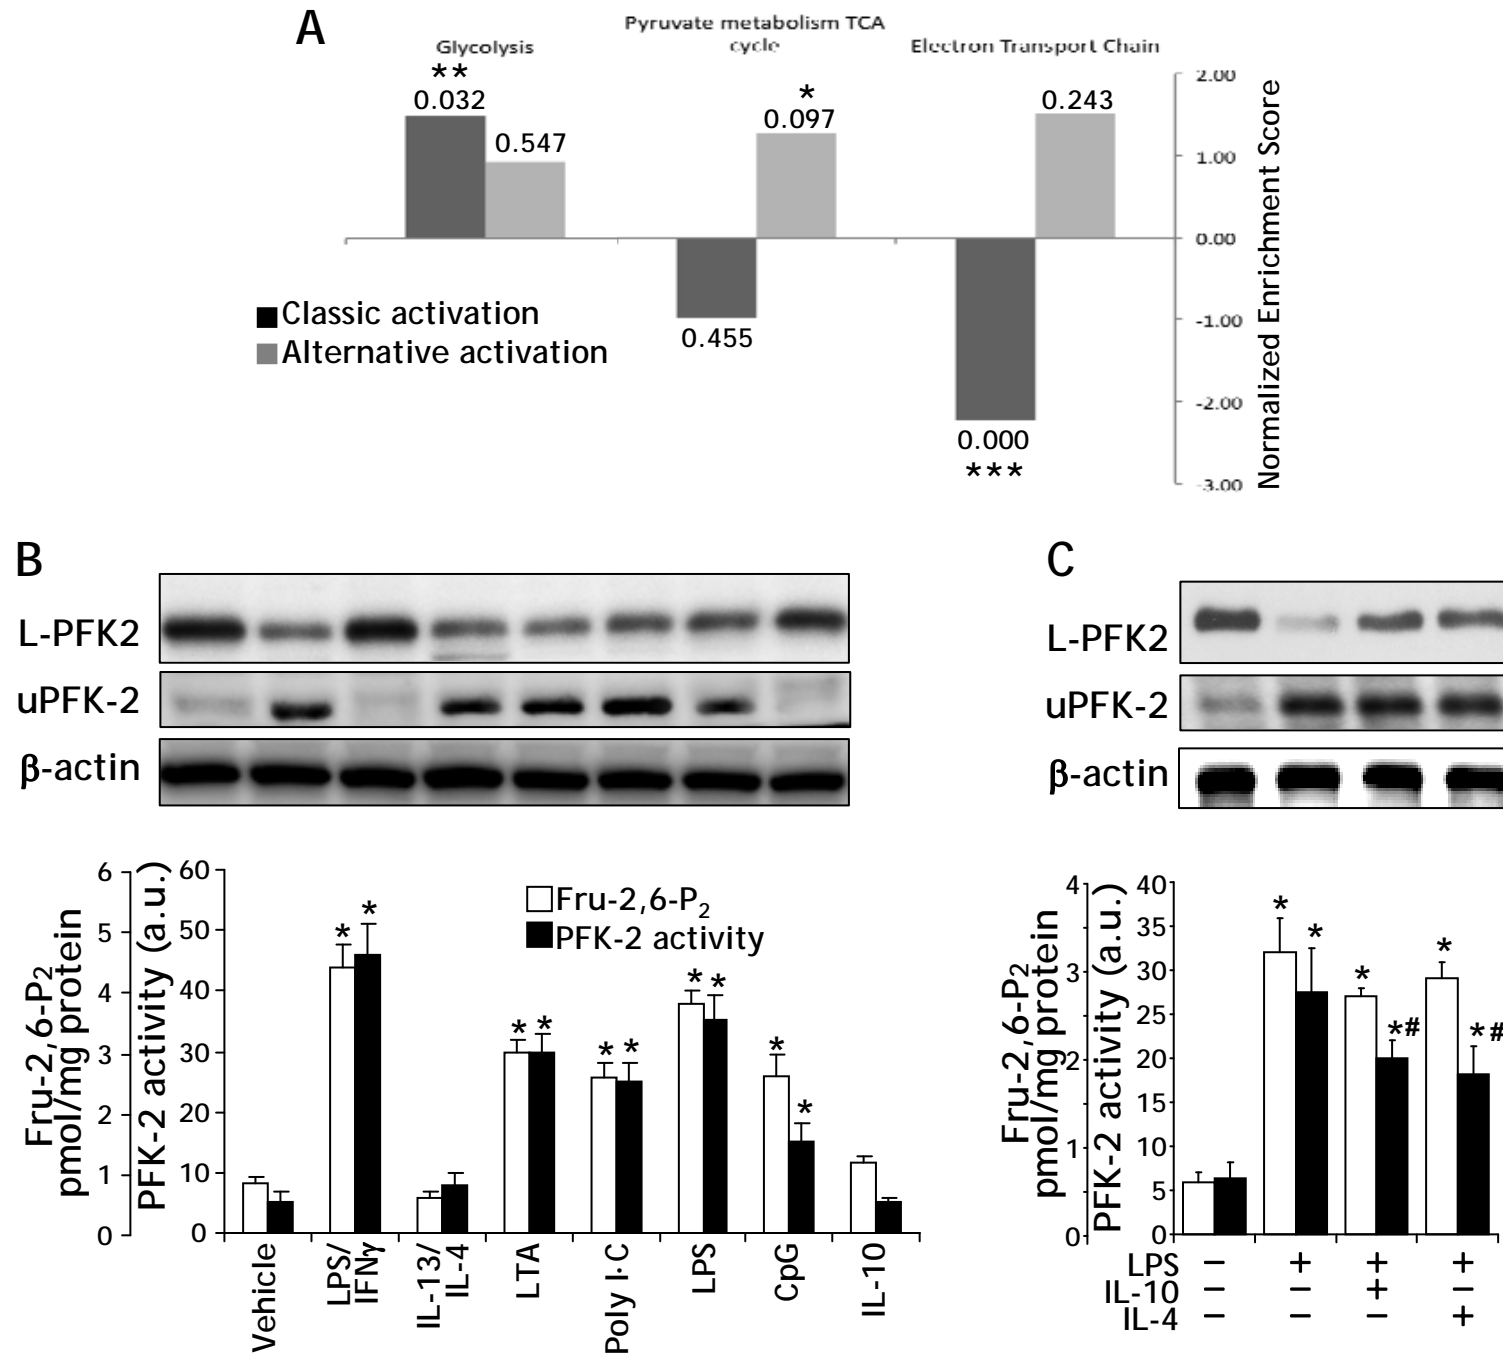 A
Glycolysis
Pyruvate metabolism TCA
cycle
Electron Transport Chain
**
0.032
0.547
*
0.097
0.455
0.243
0.000
***
2.00
1.00
0.00
-1.00
-2.00
-3.00
Normalized Enrichment Score
Classic activation
Alternative activation
B
L-PFK2
uPFK-2
β-actin
Fru-2,6-P2
pmol/mg protein
6
5
4
3
2
1
0
PFK-2 activity (a.u.)
60
50
40
30
20
10
0
Fru-2,6-P2
PFK-2 activity
* *
* *
* *
* *
* *
Vehicle
LPS/
IFNγ
IL-13/
IL-4
LTA
Poly I·C
LPS
CpG
IL-10
C
L-PFK2
uPFK-2
β-actin
Fru-2,6-P2
pmol/mg protein
4
3
2
1
0
PFK-2 activity (a.u.)
40
35
30
25
20
15
10
5
0
* *
* *#
* *#
LPS − + + +
IL-10 − − + −
IL-4 − − − +